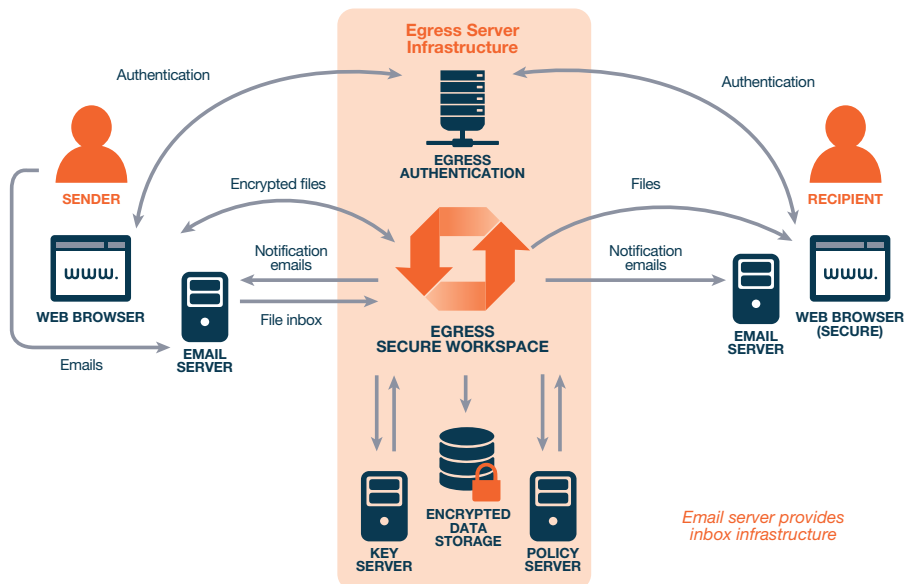 Egress Server
Infrastructure
Authentication
Authentication
EGRESS
AUTHENTICATION
SENDER
Encrypted files
Files
RECIPIENT
www.
Notification
emails
Notification
emails
www.
WEB BROWSER
File inbox
EMAIL
SERVER
EGRESS
SECURE WORKSPACE
EMAIL
SERVER
WEB BROWSER
(SECURE)
Emails
KEY
SERVER
ENCRYPTED
DATA
STORAGE
POLICY
SERVER
Email server provides
inbox infrastructure